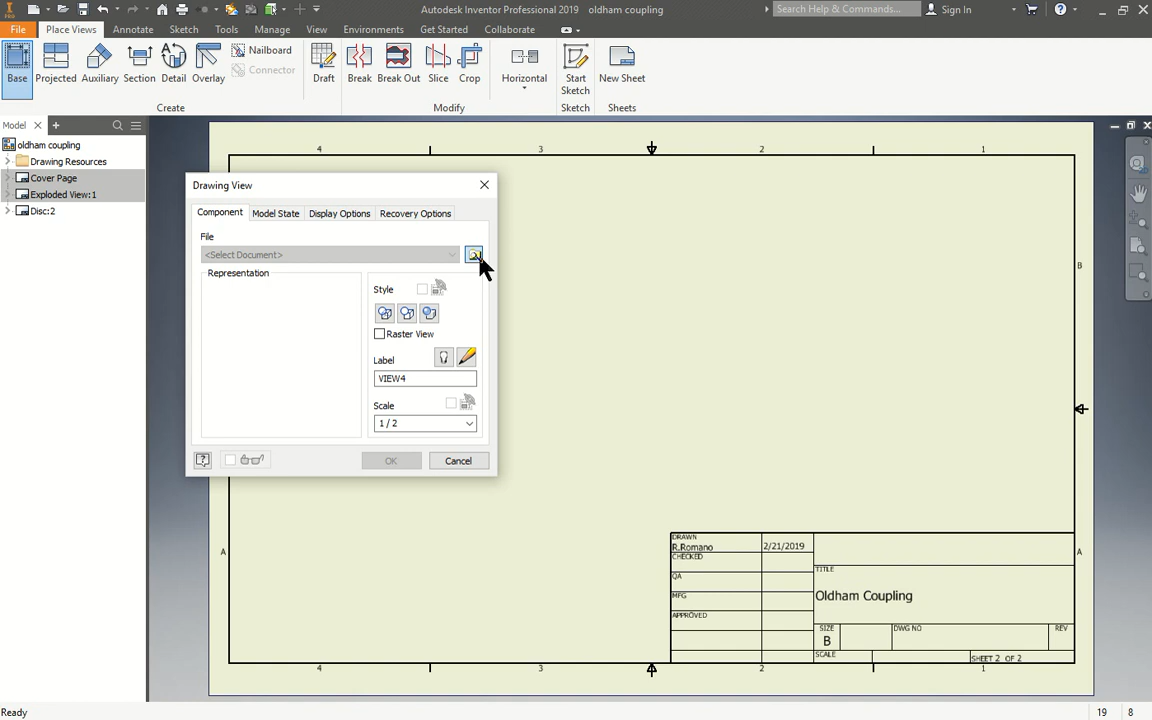 Autodesk Inventor Professional 2019 oldham coupling
Search Help & Commands...
Sign In
File
Place Views
Annotate
Sketch
Tools
Manage
View
Environments
Get Started
Collaborate
Base
Projected
Auxiliary
Section
Detail
Overlay
Nailboard
Connector
Draft
Break
Break Out
Slice
Crop
Horizontal
Start
Sketch
New Sheet
Create
Modify
Sketch
Sheets
Model
oldham coupling
Drawing Resources
Cover Page
Exploded View:1
Disc:2
4
3
2
1
Drawing View
Component
Model State
Display Options
Recovery Options
File
<Select Document>
Representation
Style
Raster View
Label
VIEW4
Scale
1 / 2
OK
Cancel
B
A
A
DRAWN
R.Romano
2/21/2019
CHECKED
QA
MFG
APPROVED
TITLE
Oldham Coupling
SIZE
B
DWG NO
REV
SCALE
SHEET 2 OF 2
4
3
2
1
Ready
19
8